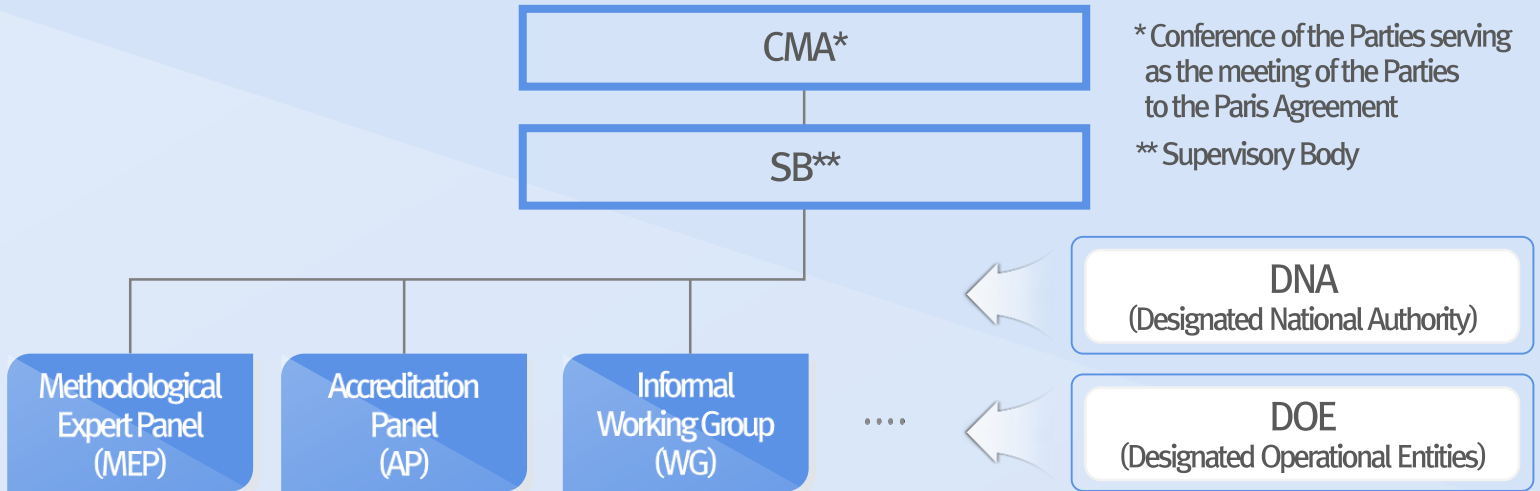 CMA*
* Conference of the Parties serving
as the meeting of the Parties
to the Paris Agreement
SB**
** Supervisory Body
DNA
(Designated National Authority)
Methodological
Expert Panel
(MEP)
Accreditation
Panel
(AP)
Informal
Working Group
(WG)
....
DOE
(Designated Operational Entities)